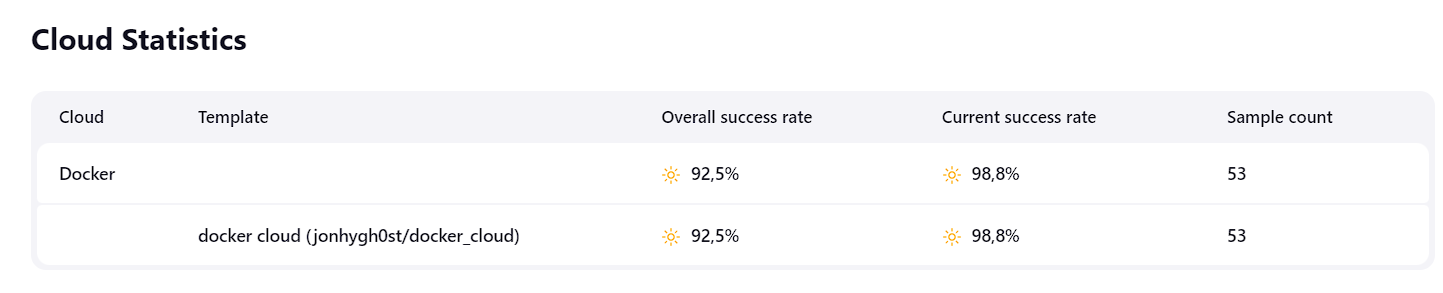 Cloud Statistics
Cloud Template Overall success rate Current success rate Sample count
Docker 92,5% 98,8% 53
docker cloud (jonhygh0st/docker_cloud) 92,5% 98,8% 53